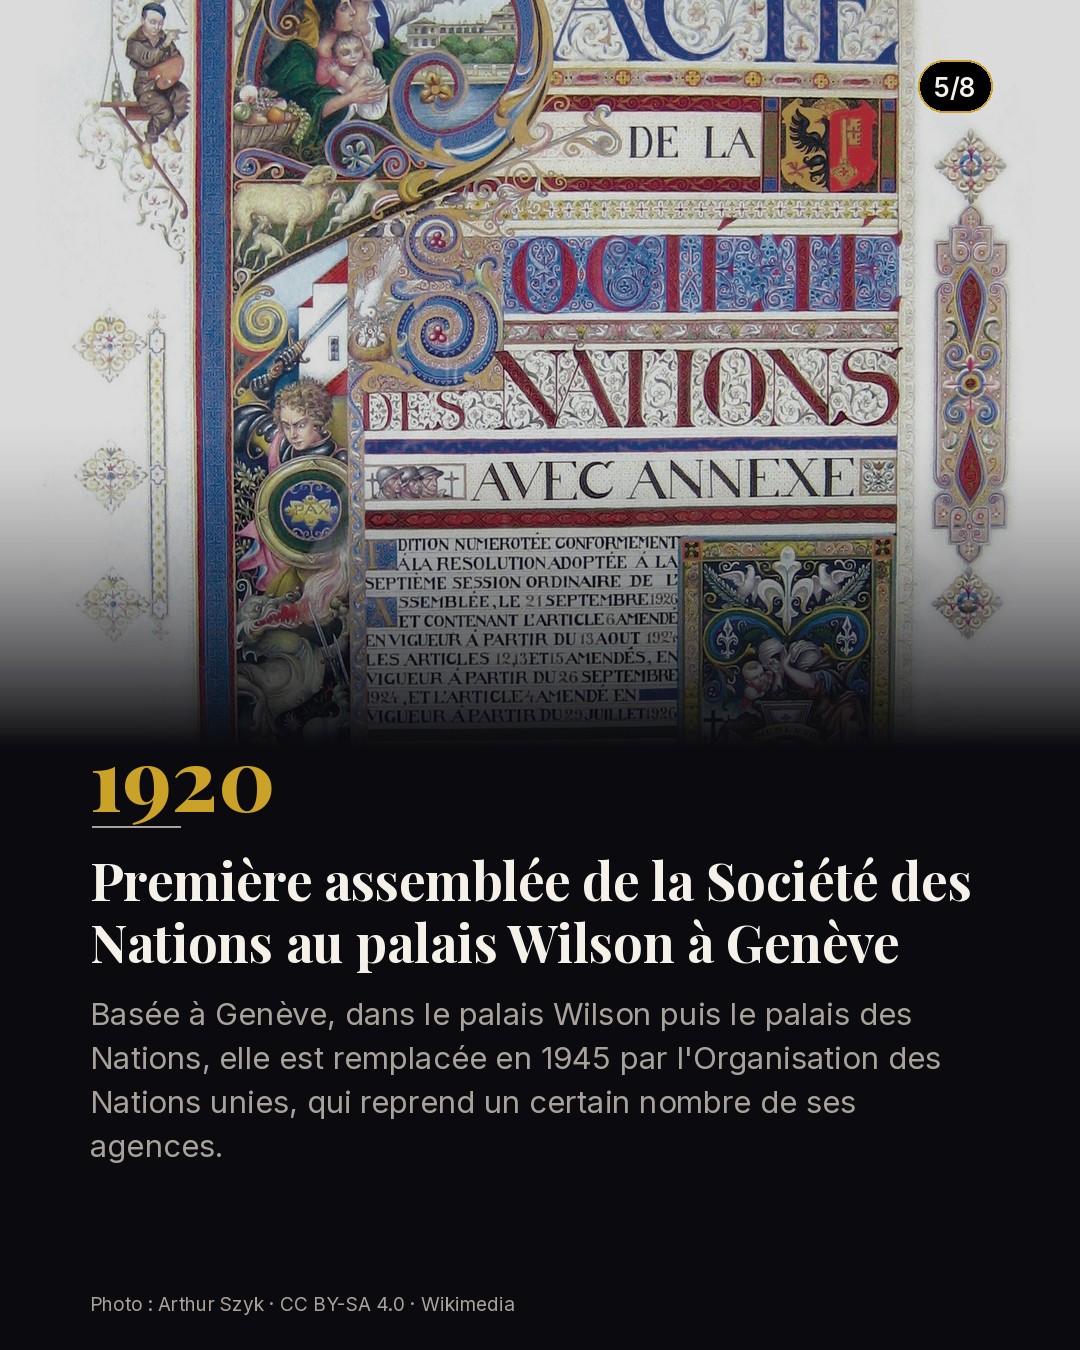 ACTE
5/8
DE LA
SOCIÉTÉ
DES NATIONS
AVEC ANNEXE
PAX
EDITION NUMEROTÉE CONFORMEMENT
À LA RESOLUTION ADOPTÉE À LA
SEPTIÈME SESSION ORDINAIRE DE L'
ASSEMBLÉE, LE 21 SEPTEMBRE 1926
ET CONTENANT L'ARTICLE 6 AMENDE
EN VIGUEUR À PARTIR DU 13 AOUT 192
LES ARTICLES 12, 13 ET 15 AMENDÉS, EN
VIGUEUR À PARTIR DU 26 SEPTEMBRE
1924, ET L'ARTICLE 4 AMENDÉ EN
VIGUEUR À PARTIR DU 29 JUILLET 1926
1920
Première assemblée de la Société des
Nations au palais Wilson à Genève
Basée à Genève, dans le palais Wilson puis le palais des
Nations, elle est remplacée en 1945 par l'Organisation des
Nations unies, qui reprend un certain nombre de ses
agences.
Photo : Arthur Szyk · CC BY-SA 4.0 · Wikimedia